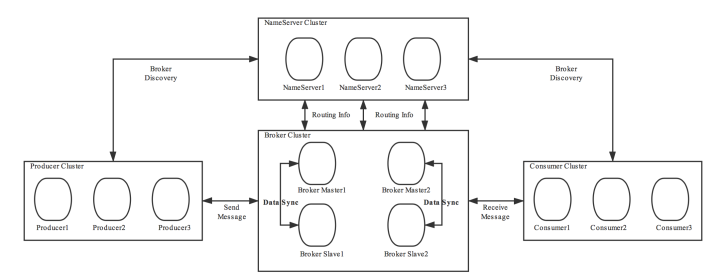 NameServer Cluster
NameServer1
NameServer2
NameServer3
Broker
Discovery
Broker
Discovery
Routing Info
Routing Info
Broker Cluster
Broker Master1
Broker Master2
Data Sync
Data Sync
Broker Slave1
Broker Slave2
Producer Cluster
Producer1
Producer2
Producer3
Send
Message
Receive
Message
Consumer Cluster
Consumer1
Consumer2
Consumer3